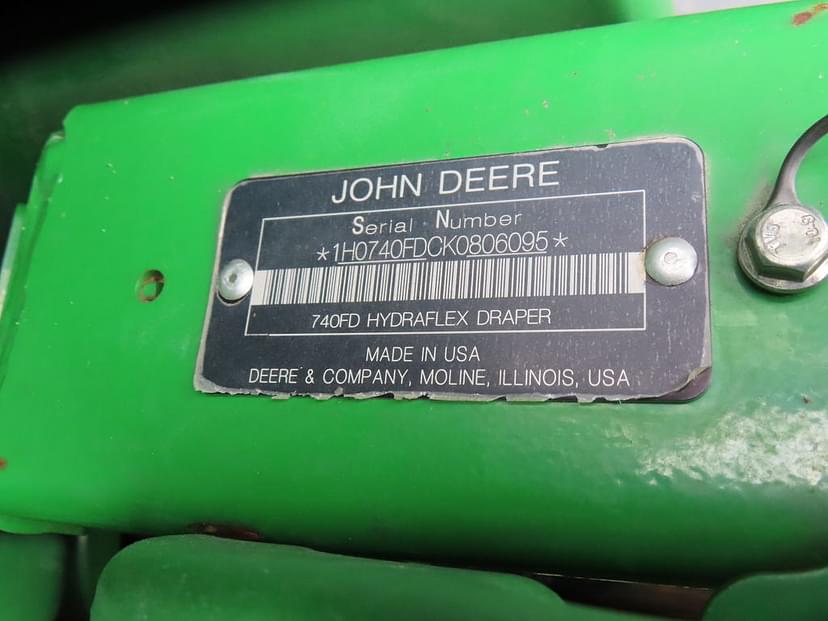 JOHN DEERE
Serial Number
*1H0740FDCK0806095*
740FD HYDRAFLEX DRAPER
MADE IN USA
DEERE & COMPANY, MOLINE, ILLINOIS, USA